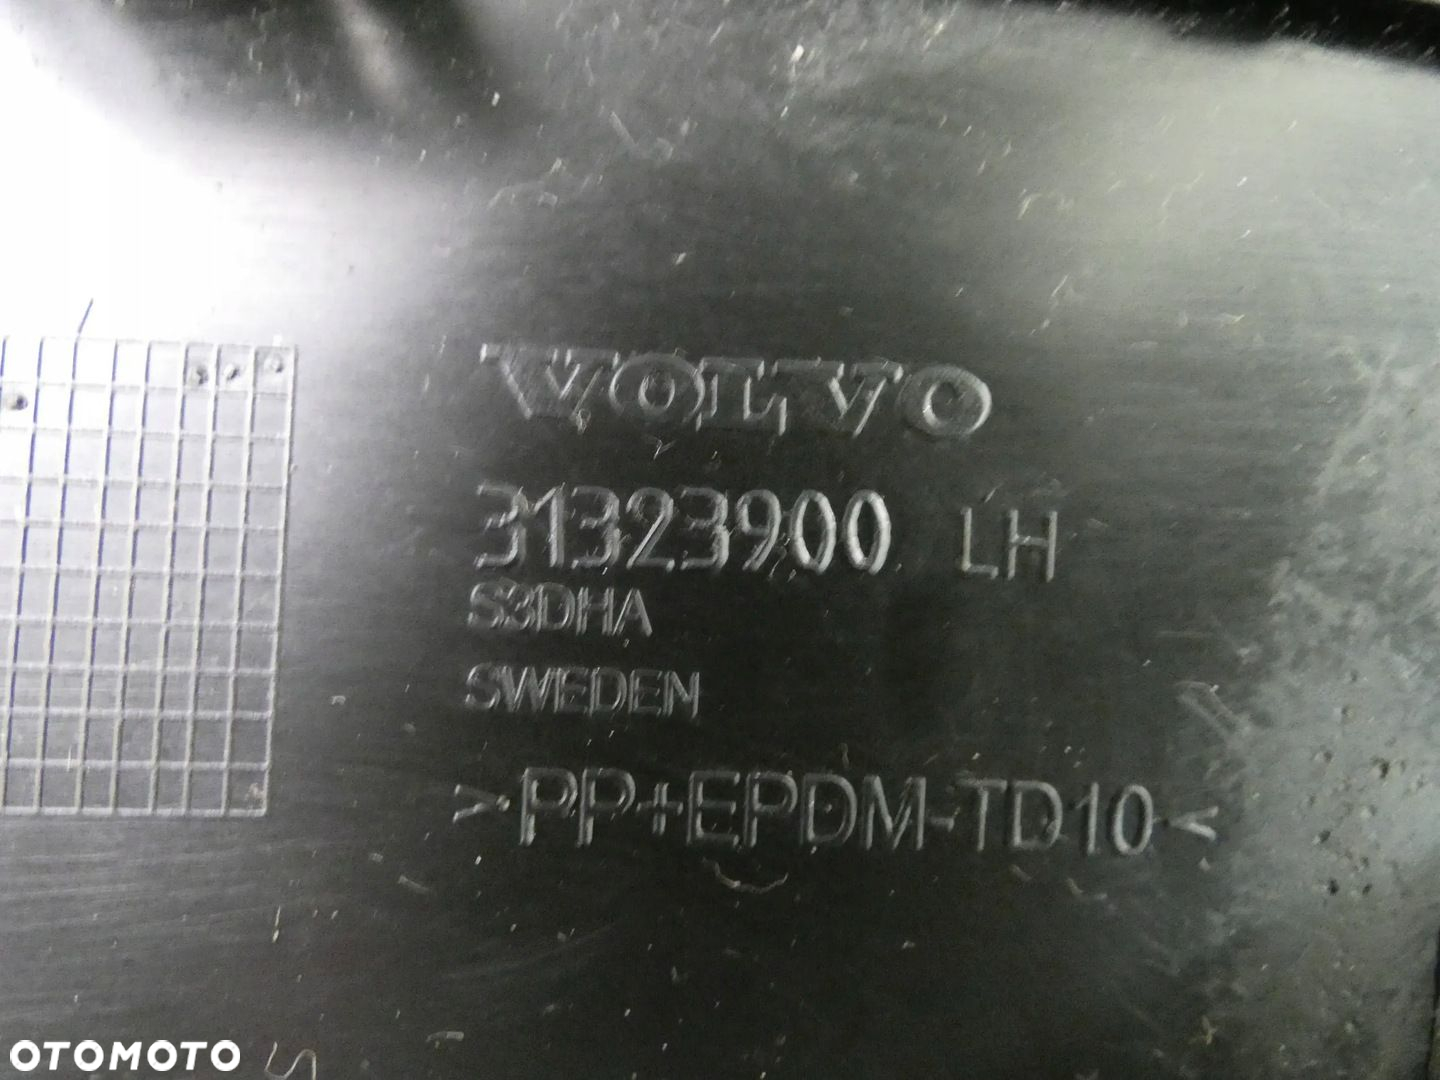 VOLVO
31323900 LH
S3DHA
SWEDEN
>PP+EPDM-TD10<
OTOMOTO